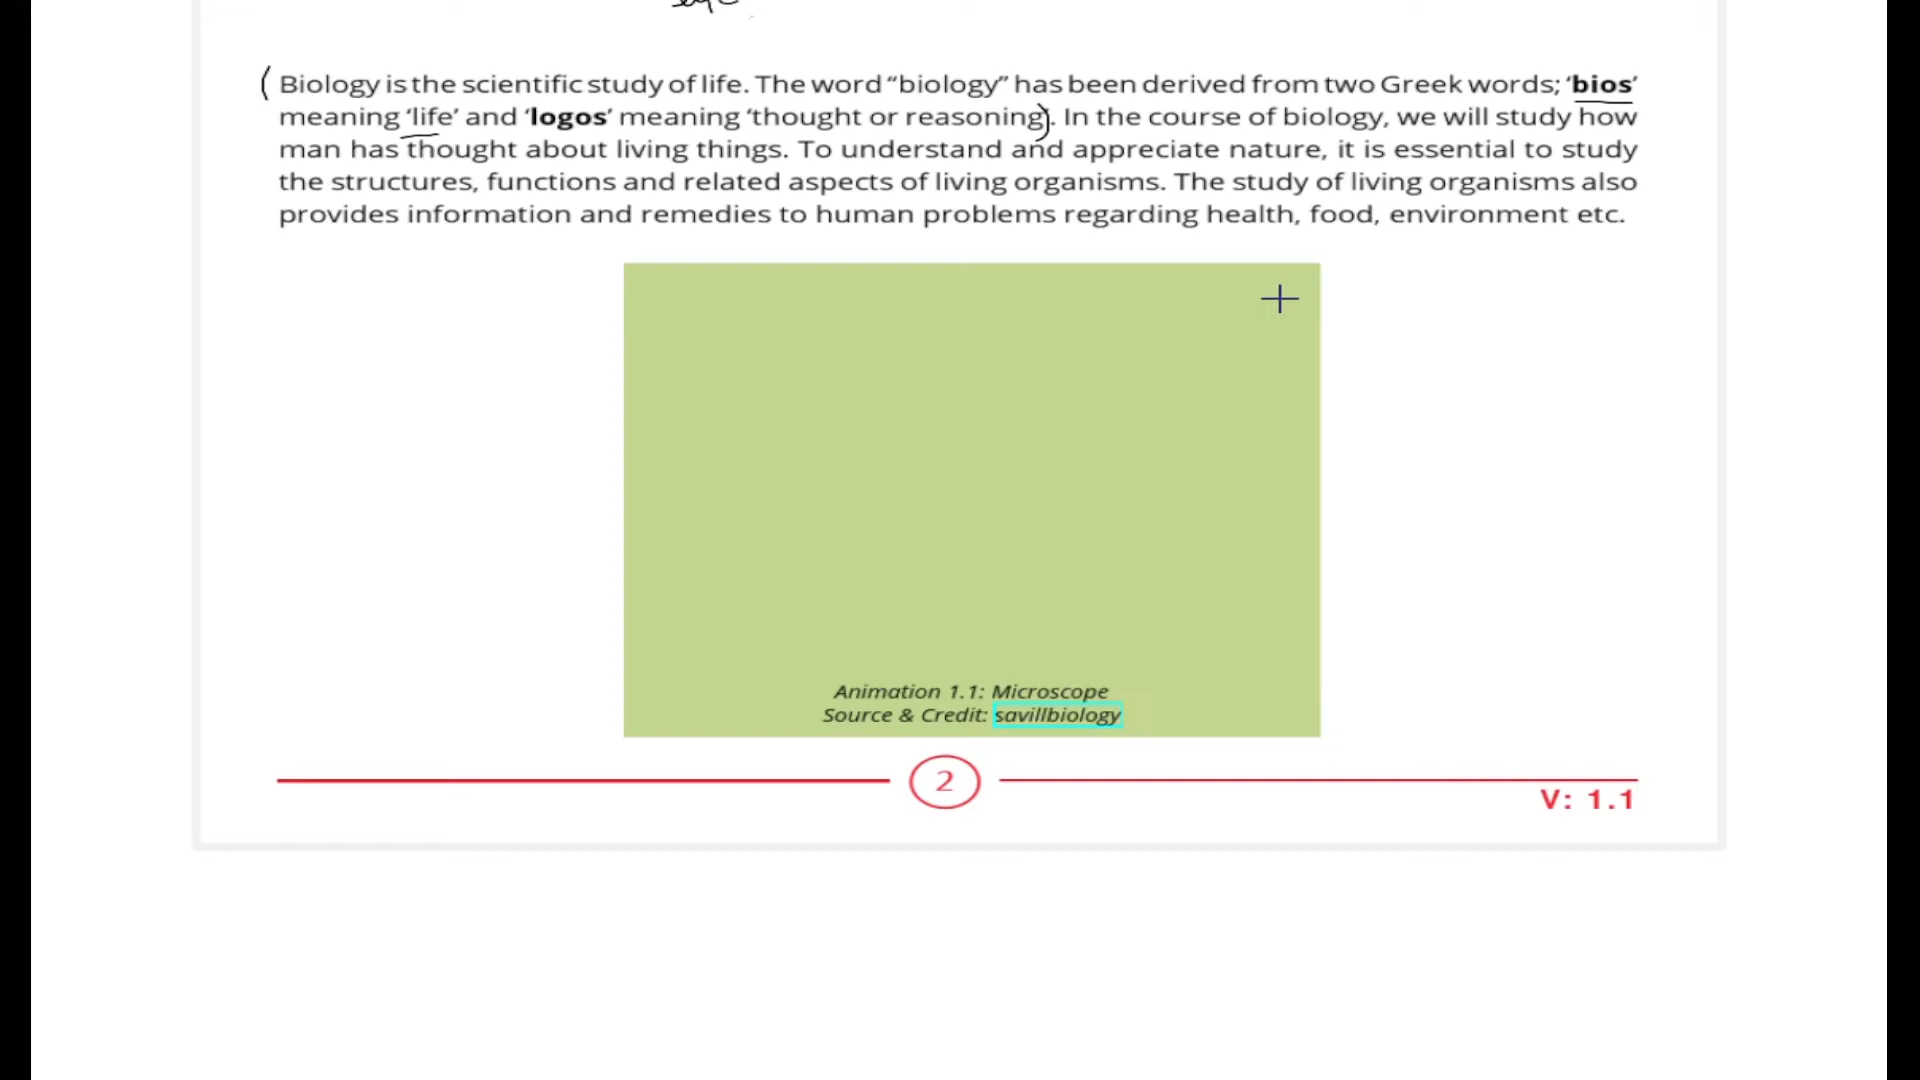 Biology is the scientific study of life. The word “biology” has been derived from two Greek words; ‘bios’
meaning ‘life’ and ‘logos’ meaning ‘thought or reasoning’. In the course of biology, we will study how
man has thought about living things. To understand and appreciate nature, it is essential to study
the structures, functions and related aspects of living organisms. The study of living organisms also
provides information and remedies to human problems regarding health, food, environment etc.
Animation 1.1: Microscope
Source & Credit: savillbiology
2
V: 1.1